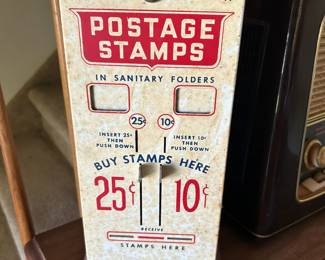 POSTAGE
STAMPS
IN SANITARY FOLDERS
25¢ 10¢
INSERT 25¢
THEN
PUSH DOWN
INSERT 10¢
THEN
PUSH DOWN
BUY STAMPS HERE
25¢ 10¢
RECEIVE
STAMPS HERE